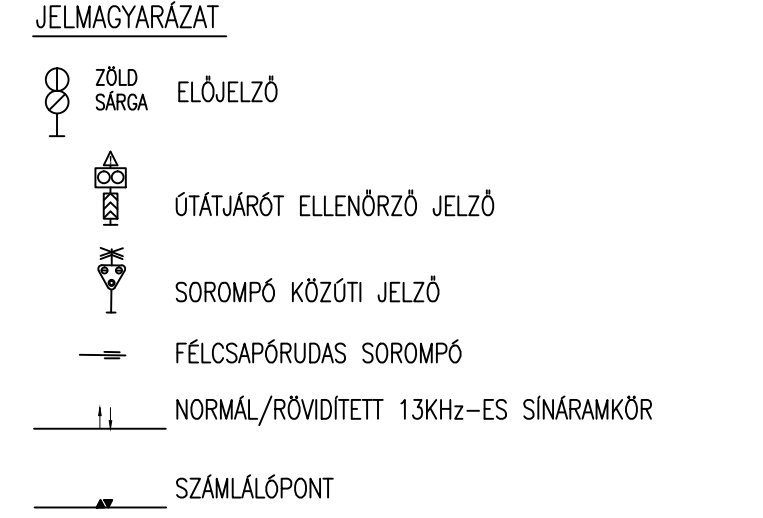 JELMAGYARÁZAT
ZÖLD
SÁRGA
ELŐJELZŐ
ÚTÁTJÁRÓT ELLENŐRZŐ JELZŐ
SOROMPÓ KÖZÚTI JELZŐ
FÉLCSAPÓRUDAS SOROMPÓ
NORMÁL/RÖVIDÍTETT 13KHz-ES SÍNÁRAMKÖR
SZÁMLÁLÓPONT